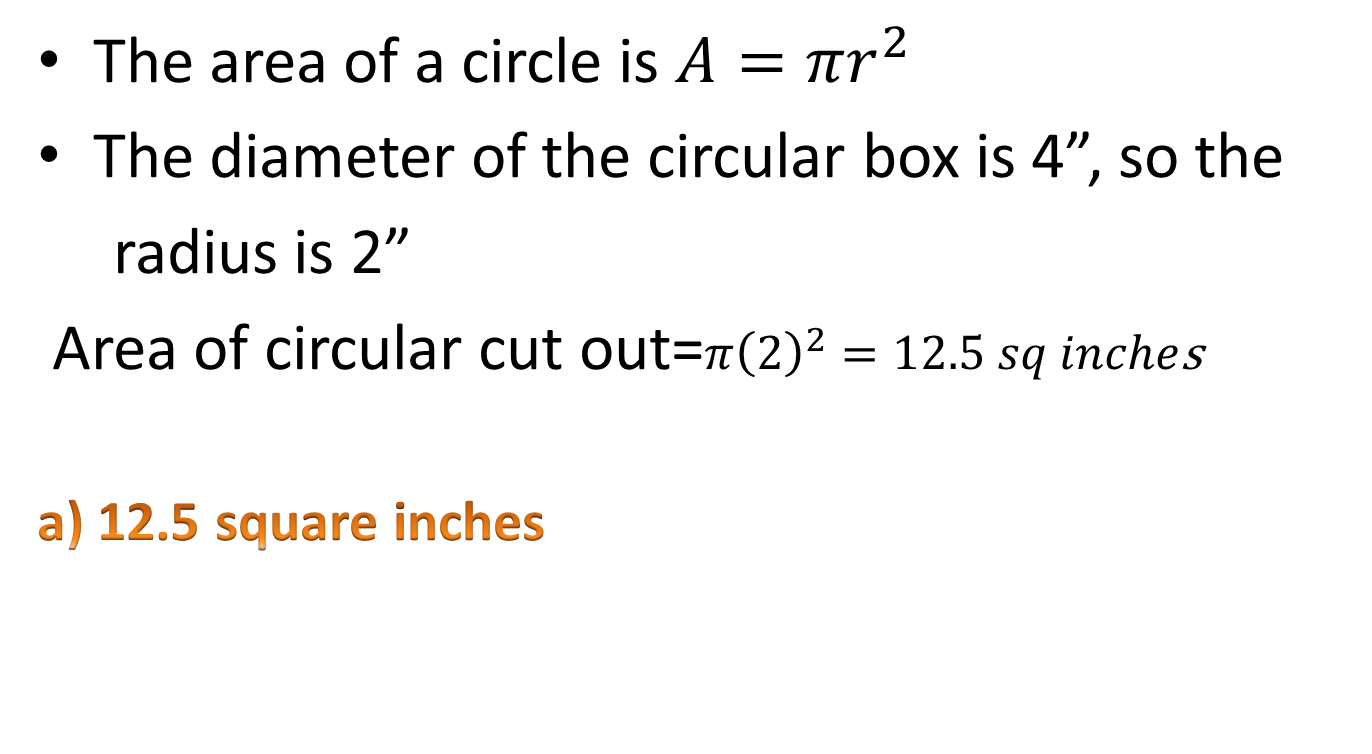 • The area of a circle is 𝐴 = 𝜋𝑟²
• The diameter of the circular box is 4”, so the
radius is 2”
Area of circular cut out=𝜋(2)² = 12.5 𝑠𝑞 𝑖𝑛𝑐ℎ𝑒𝑠
a) 12.5 square inches